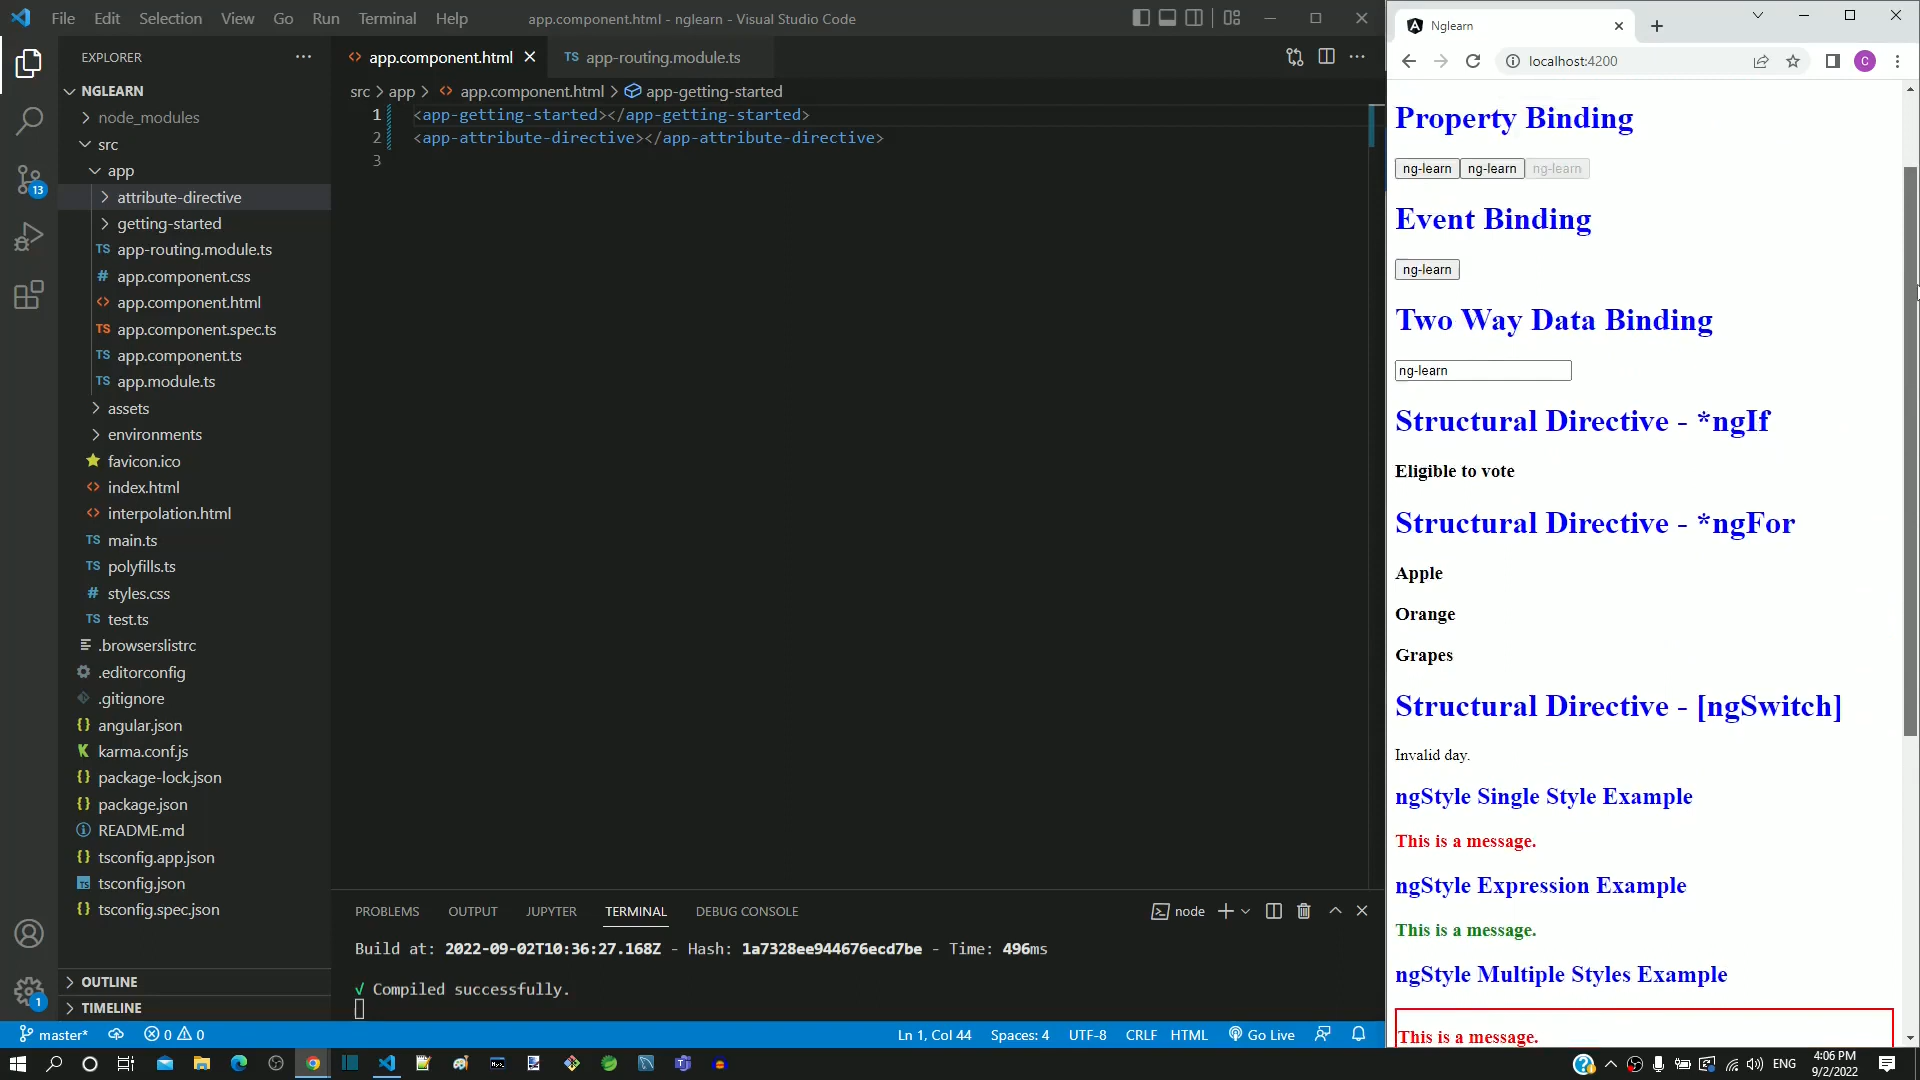 File Edit Selection View Go Run Terminal Help
app.component.html - nglearn - Visual Studio Code
EXPLORER
NGLEARN
node_modules
src
app
attribute-directive
getting-started
TS app-routing.module.ts
# app.component.css
<> app.component.html
TS app.component.spec.ts
TS app.component.ts
TS app.module.ts
assets
environments
favicon.ico
<> index.html
<> interpolation.html
TS main.ts
TS polyfills.ts
# styles.css
TS test.ts
.browserslistrc
.editorconfig
.gitignore
{} angular.json
K karma.conf.js
{} package-lock.json
{} package.json
README.md
{} tsconfig.app.json
TS tsconfig.json
{} tsconfig.spec.json
OUTLINE
TIMELINE
13
1
<> app.component.html
TS app-routing.module.ts
src > app > <> app.component.html > app-getting-started
1 <app-getting-started></app-getting-started>
2 <app-attribute-directive></app-attribute-directive>
3
PROBLEMS OUTPUT JUPYTER TERMINAL DEBUG CONSOLE
node
Build at: 2022-09-02T10:36:27.168Z - Hash: 1a7328ee944676ecd7be - Time: 496ms
√ Compiled successfully.
master* 0 0
Ln 1, Col 44 Spaces: 4 UTF-8 CRLF HTML Go Live
Nglearn
localhost:4200
C
Property Binding
ng-learn ng-learn ng-learn
Event Binding
ng-learn
Two Way Data Binding
ng-learn
Structural Directive - *ngIf
Eligible to vote
Structural Directive - *ngFor
Apple
Orange
Grapes
Structural Directive - [ngSwitch]
Invalid day.
ngStyle Single Style Example
This is a message.
ngStyle Expression Example
This is a message.
ngStyle Multiple Styles Example
This is a message.
ENG
4:06 PM
9/2/2022